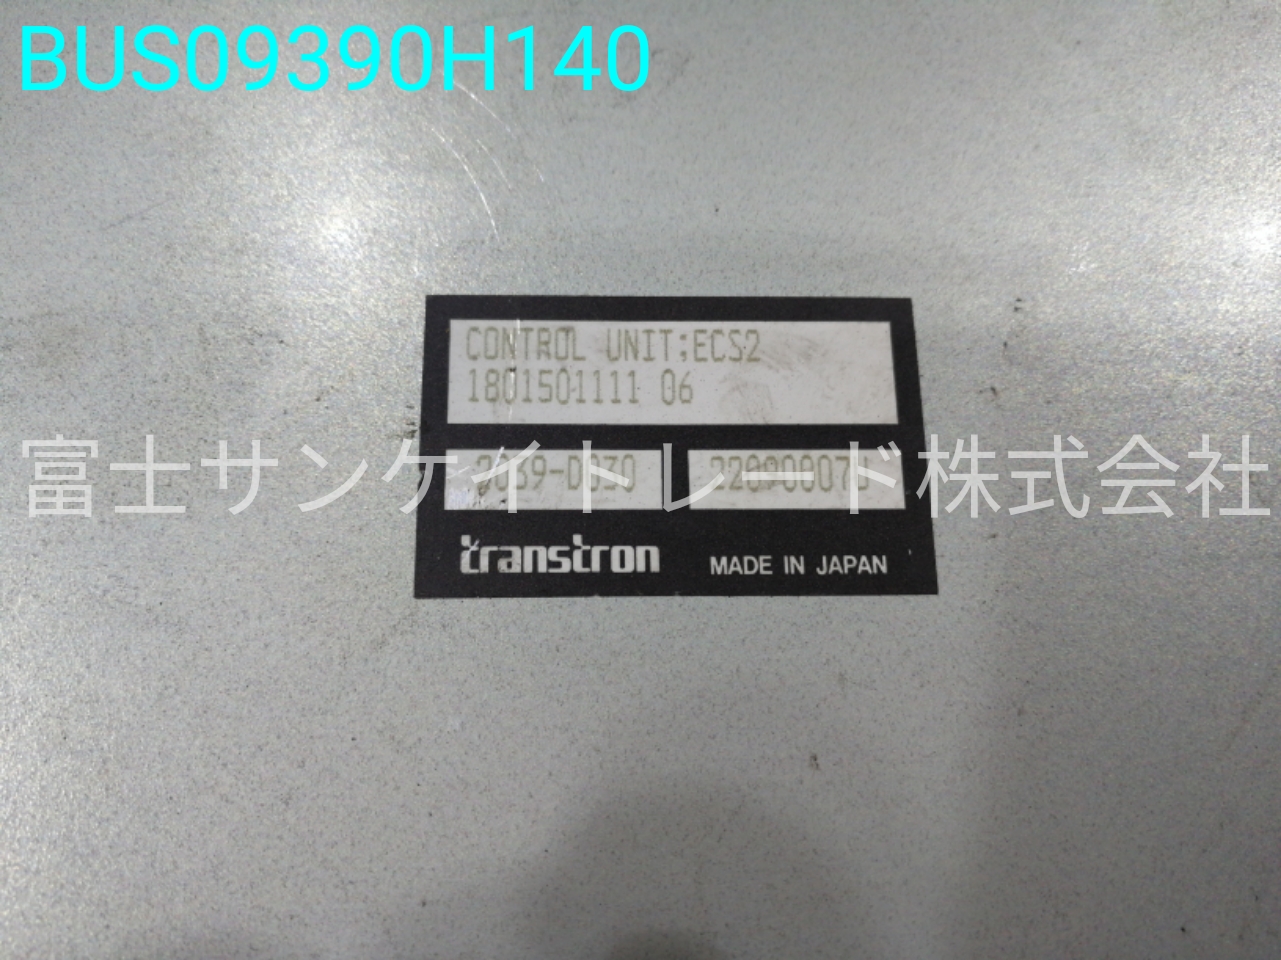 BUS09390H140
CONTROL UNIT;ECS2
1801501111 06
富士サンケイトレード株式会社
transtron
MADE IN JAPAN